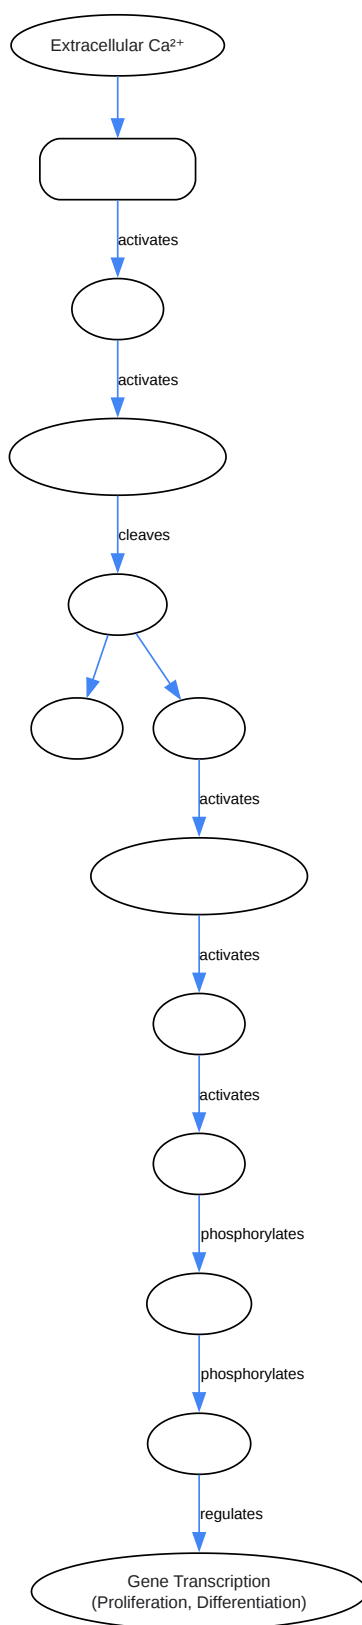 Extracellular Ca²⁺
activates
activates
cleaves
activates
activates
activates
phosphorylates
phosphorylates
regulates
Gene Transcription
(Proliferation, Differentiation)